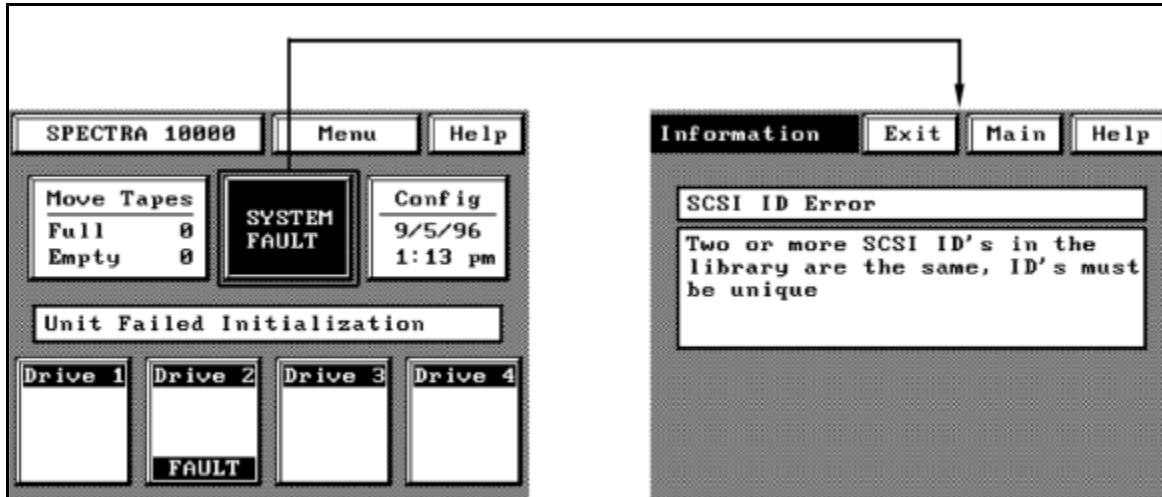 SPECTRA 10000 Menu Help
Move Tapes
Full 0
Empty 0
SYSTEM
FAULT
Config
9/5/96
1:13 pm
Unit Failed Initialization
Drive 1 Drive 2 Drive 3 Drive 4
FAULT
Information Exit Main Help
SCSI ID Error
Two or more SCSI ID's in the
library are the same, ID's must
be unique